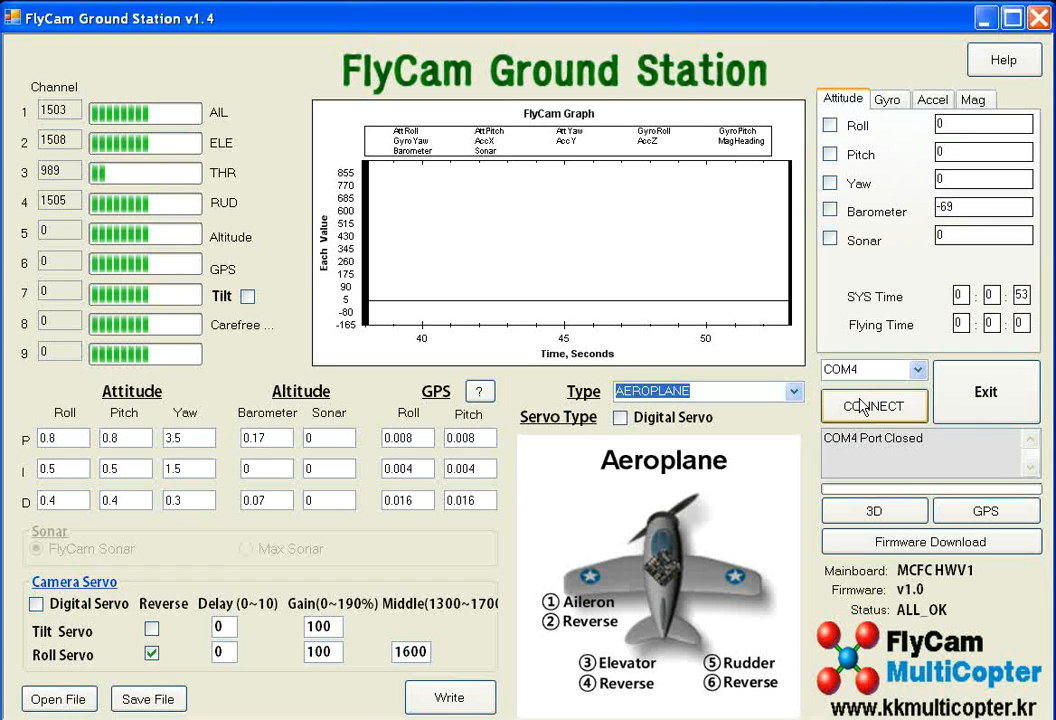 FlyCam Ground Station v1.4
FlyCam Ground Station
Help
Channel
1 1503 AIL
2 1508 ELE
3 989 THR
4 1505 RUD
5 0 Altitude
6 0 GPS
7 0 Tilt
8 0 Carefree ...
9 0
FlyCam Graph
AttRoll AttPitch AttYaw GyroRoll GyroPitch
GyroYaw AccX AccY AccZ MagHeading
Barometer Sonar
Each Value
855
770
685
600
515
430
345
260
175
90
5
-80
-165
40 45 50
Time, Seconds
Attitude Gyro Accel Mag
Roll 0
Pitch 0
Yaw 0
Barometer -69
Sonar 0
SYS Time 0 : 0 : 53
Flying Time 0 : 0 : 0
COM4
CONNECT
Exit
COM4 Port Closed
3D GPS
Firmware Download
Mainboard: MCFC HWV1
Firmware: v1.0
Status: ALL_OK
FlyCam
MultiCopter
www.kkmulticopter.kr
Attitude Altitude GPS ?
Roll Pitch Yaw Barometer Sonar Roll Pitch
P 0.8 0.8 3.5 0.17 0 0.008 0.008
I 0.5 0.5 1.5 0 0 0.004 0.004
D 0.4 0.4 0.3 0.07 0 0.016 0.016
Sonar
FlyCam Sonar Max Sonar
Camera Servo
Digital Servo Reverse Delay (0~10) Gain(0~190%) Middle(1300~1700
Tilt Servo 0 100
Roll Servo 0 100 1600
Open File Save File Write
Type AEROPLANE
Servo Type Digital Servo
Aeroplane
① Aileron
② Reverse
③ Elevator
④ Reverse
⑤ Rudder
⑥ Reverse